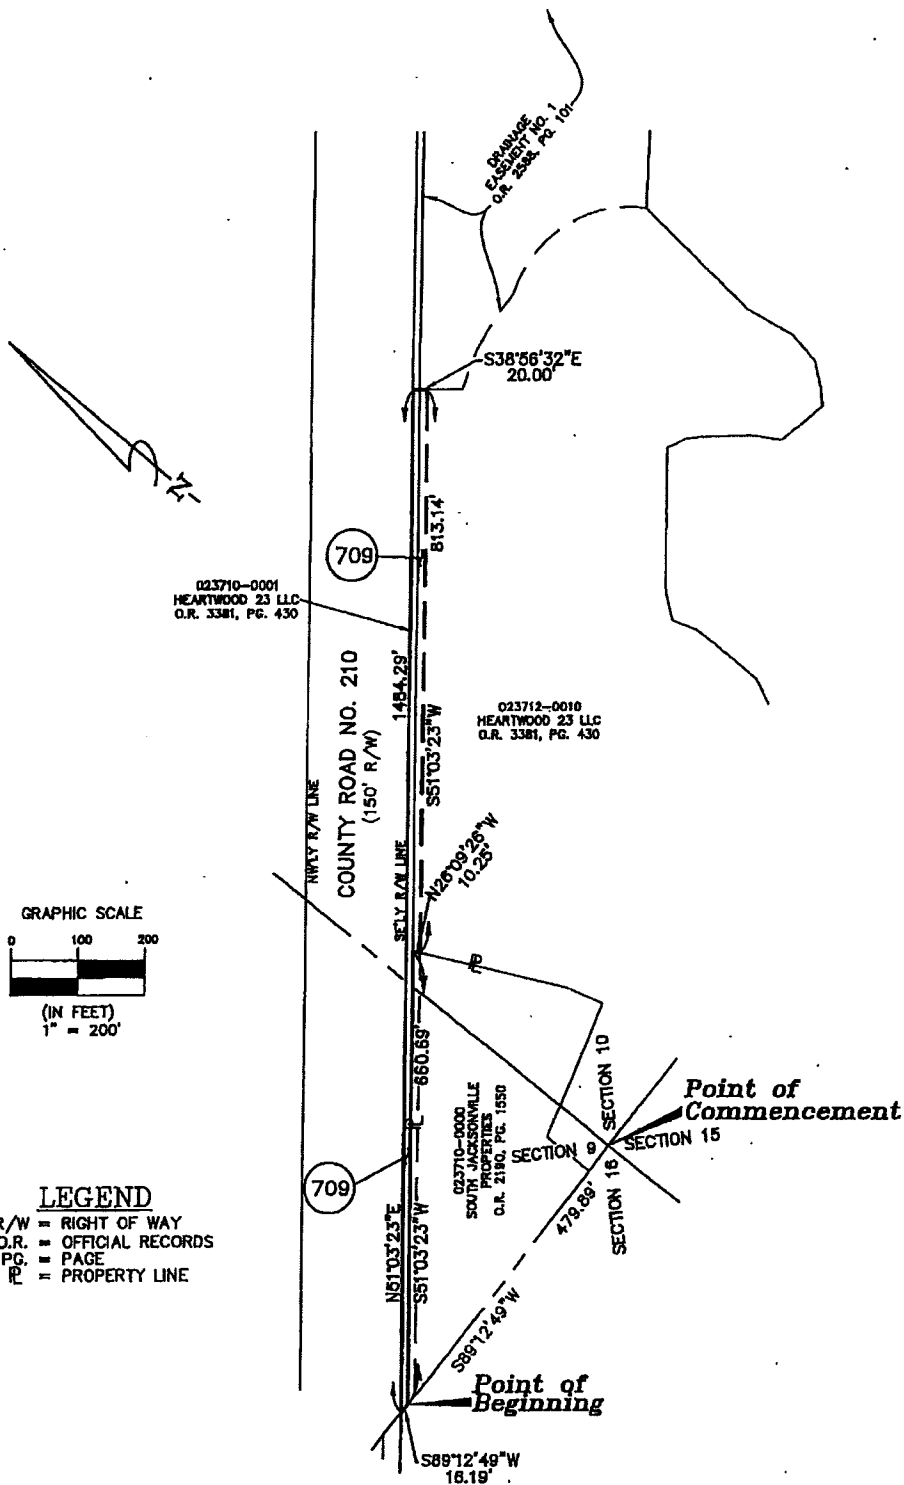 DRAINAGE
EASEMENT NO. 1
O.R. 2588, PG. 101
S38°56'32"E
20.00'
N
813.14'
709
023710-0001
HEARTWOOD 23 LLC
O.R. 3381, PG. 430
1484.29'
COUNTY ROAD NO. 210
(150' R/W)
S51°03'23"W
023712-0010
HEARTWOOD 23 LLC
O.R. 3381, PG. 430
NW'LY R/W LINE
SE'LY R/W LINE
N26°09'26"W
10.25'
GRAPHIC SCALE
0 100 200
(IN FEET)
1" = 200'
PL
660.69'
SECTION 10
Point of
Commencement
SECTION 15
SECTION 9
SECTION 16
023710-0000
SOUTH JACKSONVILLE
PROPERTIES
O.R. 2190, PG. 1550
479.89'
709
LEGEND
R/W = RIGHT OF WAY
O.R. = OFFICIAL RECORDS
PG. = PAGE
PL = PROPERTY LINE
N51°03'23"E
S51°03'23"W
S89°12'49"W
Point of
Beginning
S89°12'49"W
16.19'